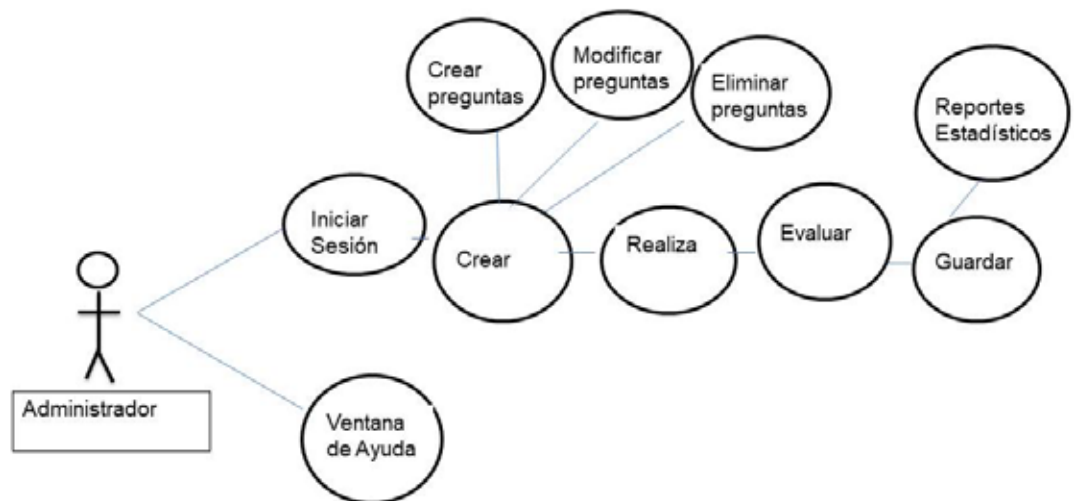 Crear
preguntas
Modificar
preguntas
Eliminar
preguntas
Reportes
Estadísticos
Iniciar
Sesión
Crear
Realiza
Evaluar
Guardar
Administrador
Ventana
de Ayuda